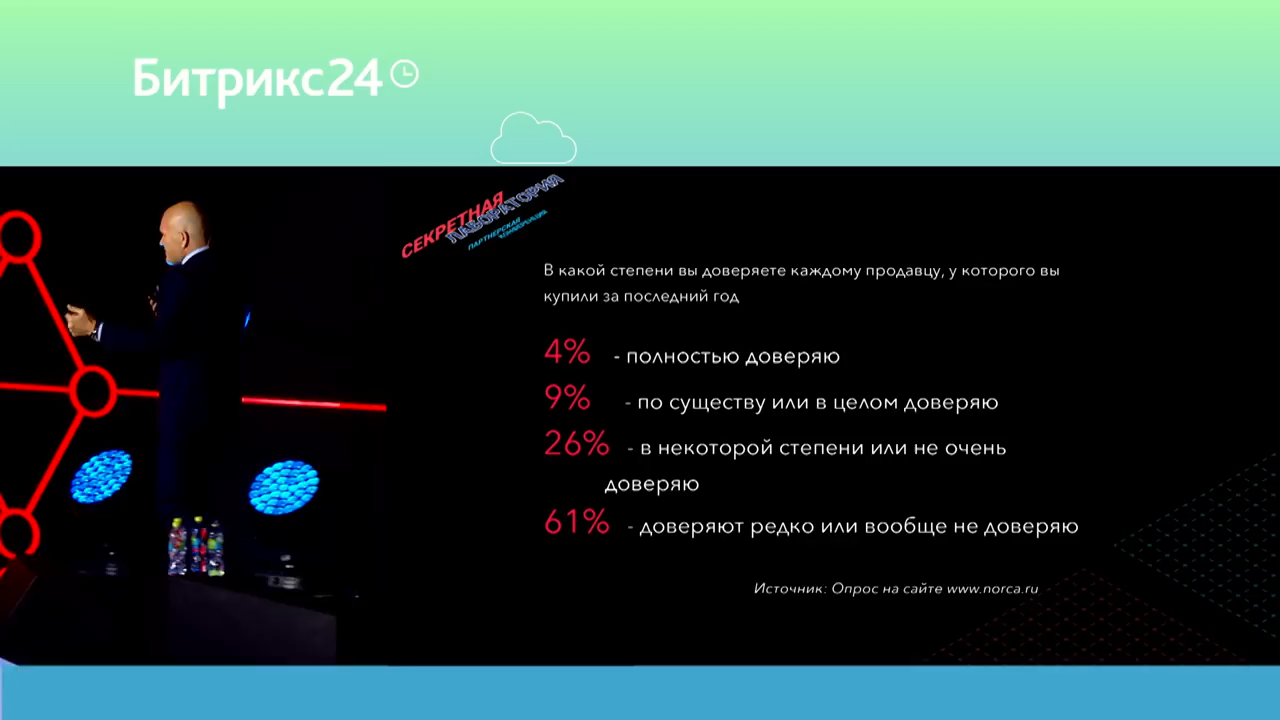 Битрикс24
СЕКРЕТНАЯ
ЛАБОРАТОРИЯ
ПАРТНЕРСКАЯ
КОНФЕРЕНЦИЯ
В какой степени вы доверяете каждому продавцу, у которого вы
купили за последний год
4% - полностью доверяю
9% - по существу или в целом доверяю
26% - в некоторой степени или не очень
доверяю
61% - доверяют редко или вообще не доверяю
Источник: Опрос на сайте www.norca.ru